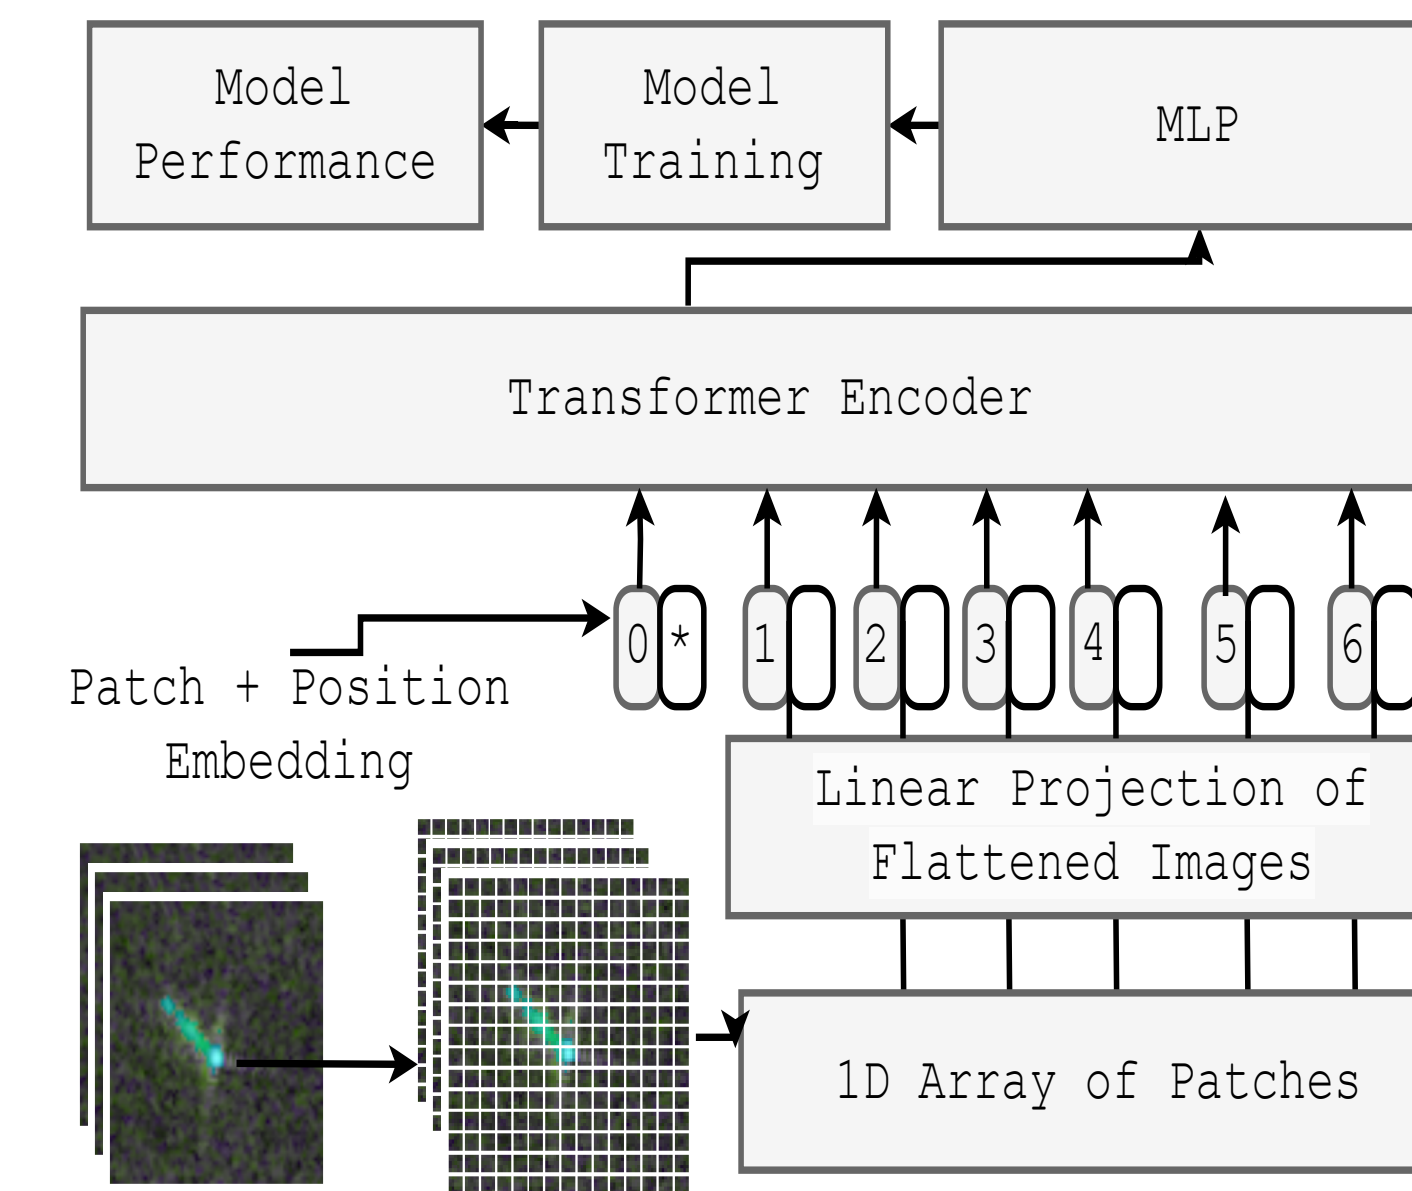 Model
Performance
Model
Training
MLP
Transformer Encoder
0 * 1 2 3 4 5 6
Patch + Position
Embedding
Linear Projection of
Flattened Images
1D Array of Patches